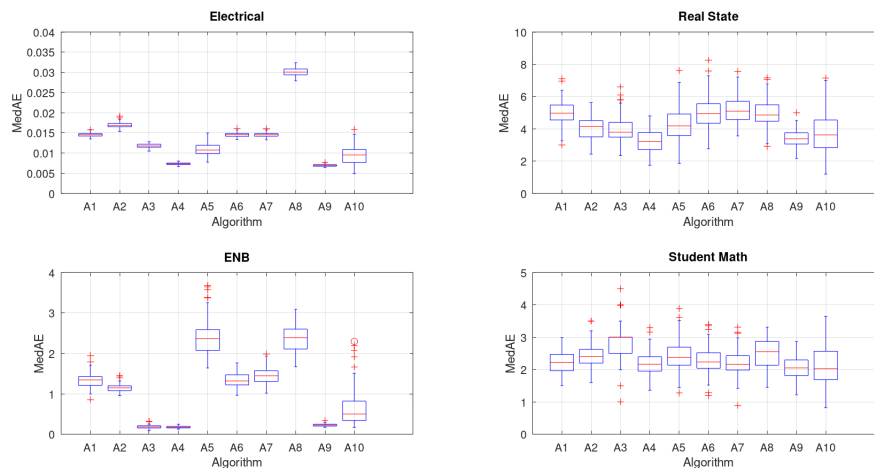 Electrical
0.04
0.035
0.03
0.025
0.02
0.015
0.01
0.005
0
MedAE
A1 A2 A3 A4 A5 A6 A7 A8 A9 A10
Algorithm
Real State
10
8
6
4
2
0
MedAE
A1 A2 A3 A4 A5 A6 A7 A8 A9 A10
Algorithm
ENB
4
3
2
1
0
MedAE
A1 A2 A3 A4 A5 A6 A7 A8 A9 A10
Algorithm
Student Math
5
4
3
2
1
0
MedAE
A1 A2 A3 A4 A5 A6 A7 A8 A9 A10
Algorithm